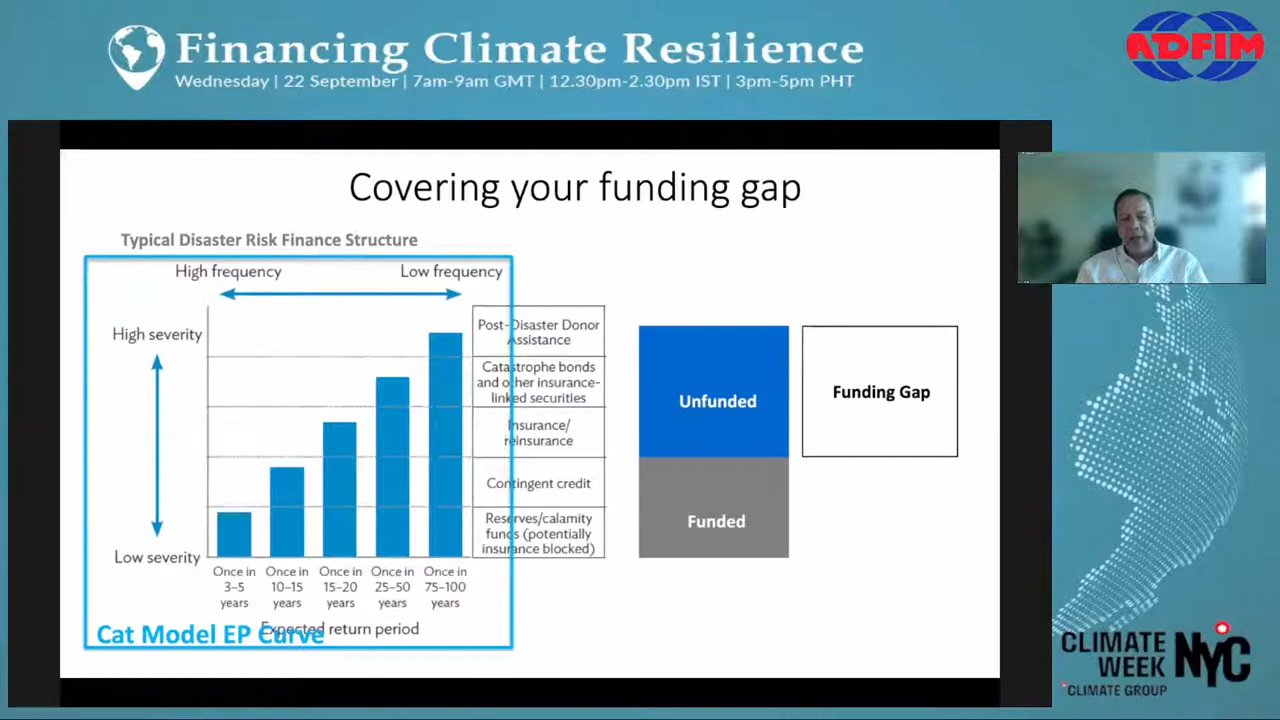 Financing Climate Resilience
Wednesday | 22 September | 7am-9am GMT | 12.30pm-2.30pm IST | 3pm-5pm PHT
ADFIM
Covering your funding gap
Typical Disaster Risk Finance Structure
High frequency
Low frequency
High severity
Low severity
Post-Disaster Donor
Assistance
Catastrophe bonds
and other insurance-
linked securities
Insurance/
reinsurance
Contingent credit
Reserves/calamity
funds (potentially
insurance blocked)
Once in
3–5
years
Once in
10–15
years
Once in
15–20
years
Once in
25–50
years
Once in
75–100
years
Expected return period
Cat Model EP Curve
Unfunded
Funded
Funding Gap
CLIMATE
WEEK
NYC
CLIMATE GROUP